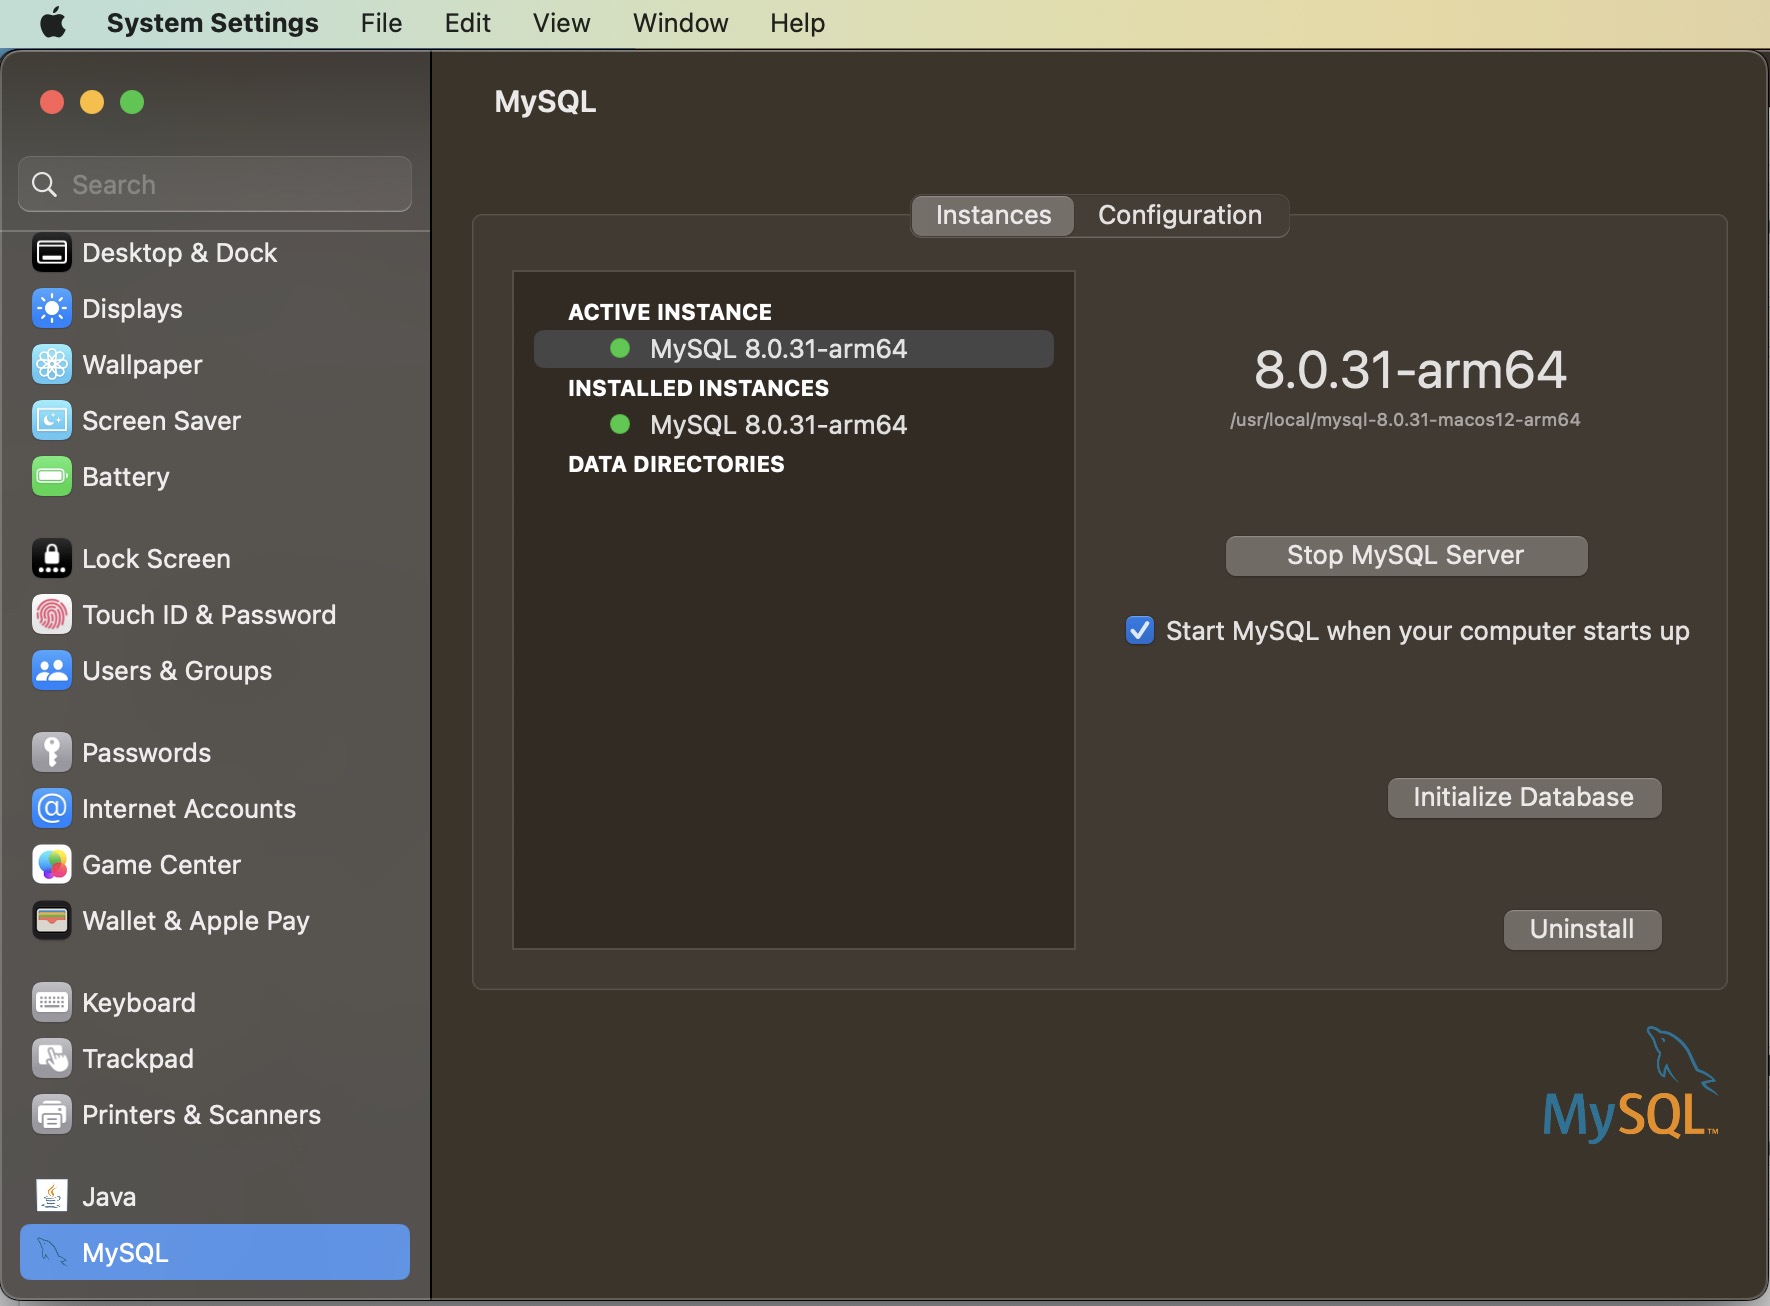 System Settings File Edit View Window Help
MySQL
Search
Desktop & Dock
Displays
Wallpaper
Screen Saver
Battery
Lock Screen
Touch ID & Password
Users & Groups
Passwords
@
Internet Accounts
Game Center
Wallet & Apple Pay
Keyboard
Trackpad
Printers & Scanners
Java
MySQL
Instances Configuration
ACTIVE INSTANCE
MySQL 8.0.31-arm64
INSTALLED INSTANCES
MySQL 8.0.31-arm64
DATA DIRECTORIES
8.0.31-arm64
/usr/local/mysql-8.0.31-macos12-arm64
Stop MySQL Server
Start MySQL when your computer starts up
Initialize Database
Uninstall
MySQL™